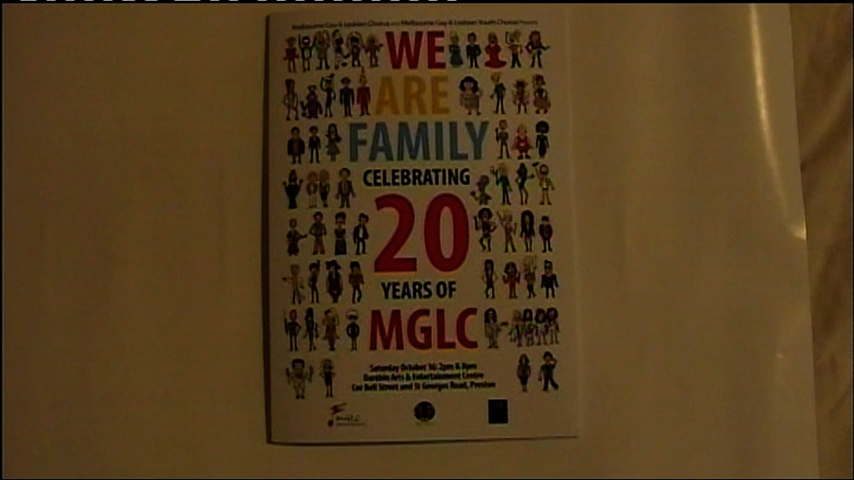 Melbourne Gay & Lesbian Chorus and Melbourne Gay & Lesbian Youth Chorus
WE
ARE
FAMILY
CELEBRATING
20
YEARS OF
MGLC
Saturday October 16: 2pm & 8pm
Darebin Arts & Entertainment Centre
Cnr Bell Street and St Georges Road, Preston